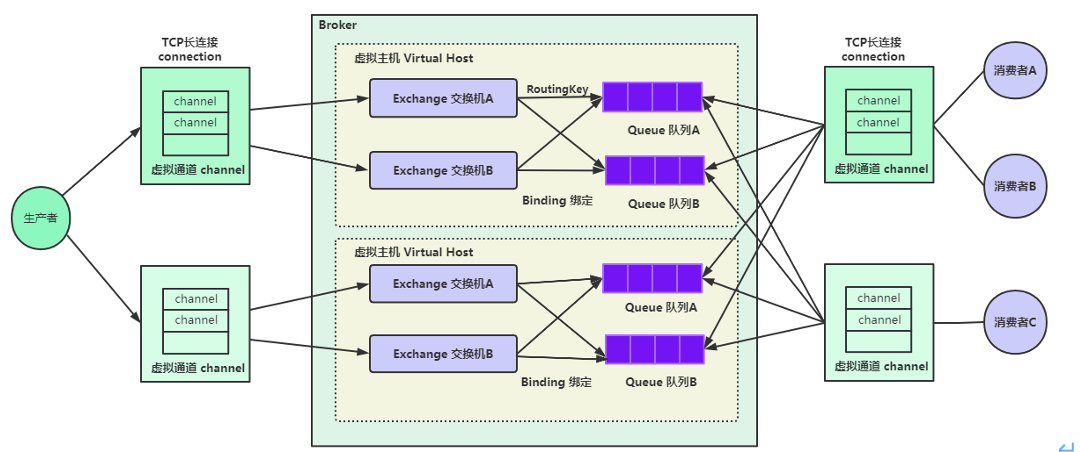 Broker
TCP长连接
connection
channel
channel
虚拟通道 channel
生产者
channel
channel
虚拟通道 channel
虚拟主机 Virtual Host
Exchange 交换机A
RoutingKey
Queue 队列A
Exchange 交换机B
Binding 绑定
Queue 队列B
虚拟主机 Virtual Host
Exchange 交换机A
Queue 队列A
Exchange 交换机B
Binding 绑定
Queue 队列B
TCP长连接
connection
channel
channel
虚拟通道 channel
channel
channel
虚拟通道 channel
消费者A
消费者B
消费者C